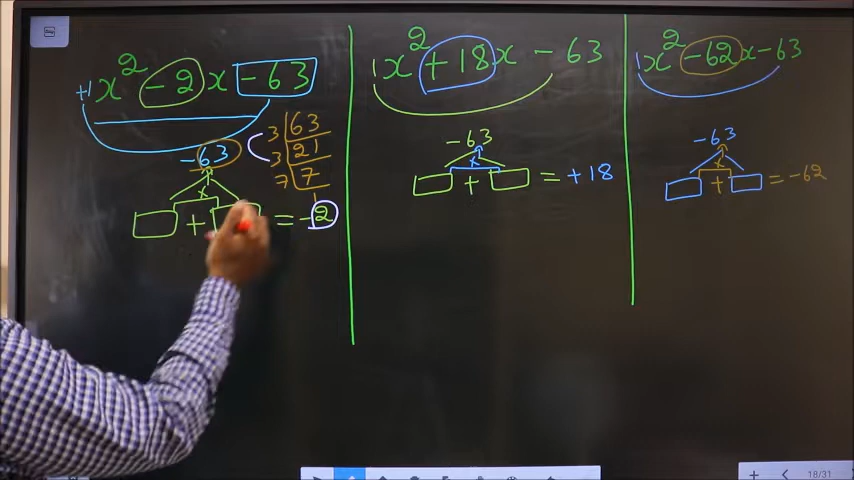 +1x² -2x -63
-63
3 | 63
3 | 21
7 | 7
1
×
+ = -2
1x² +18x -63
-63
×
+ = +18
1x² -62x -63
-63
×
+ = -62
+ < 18/31